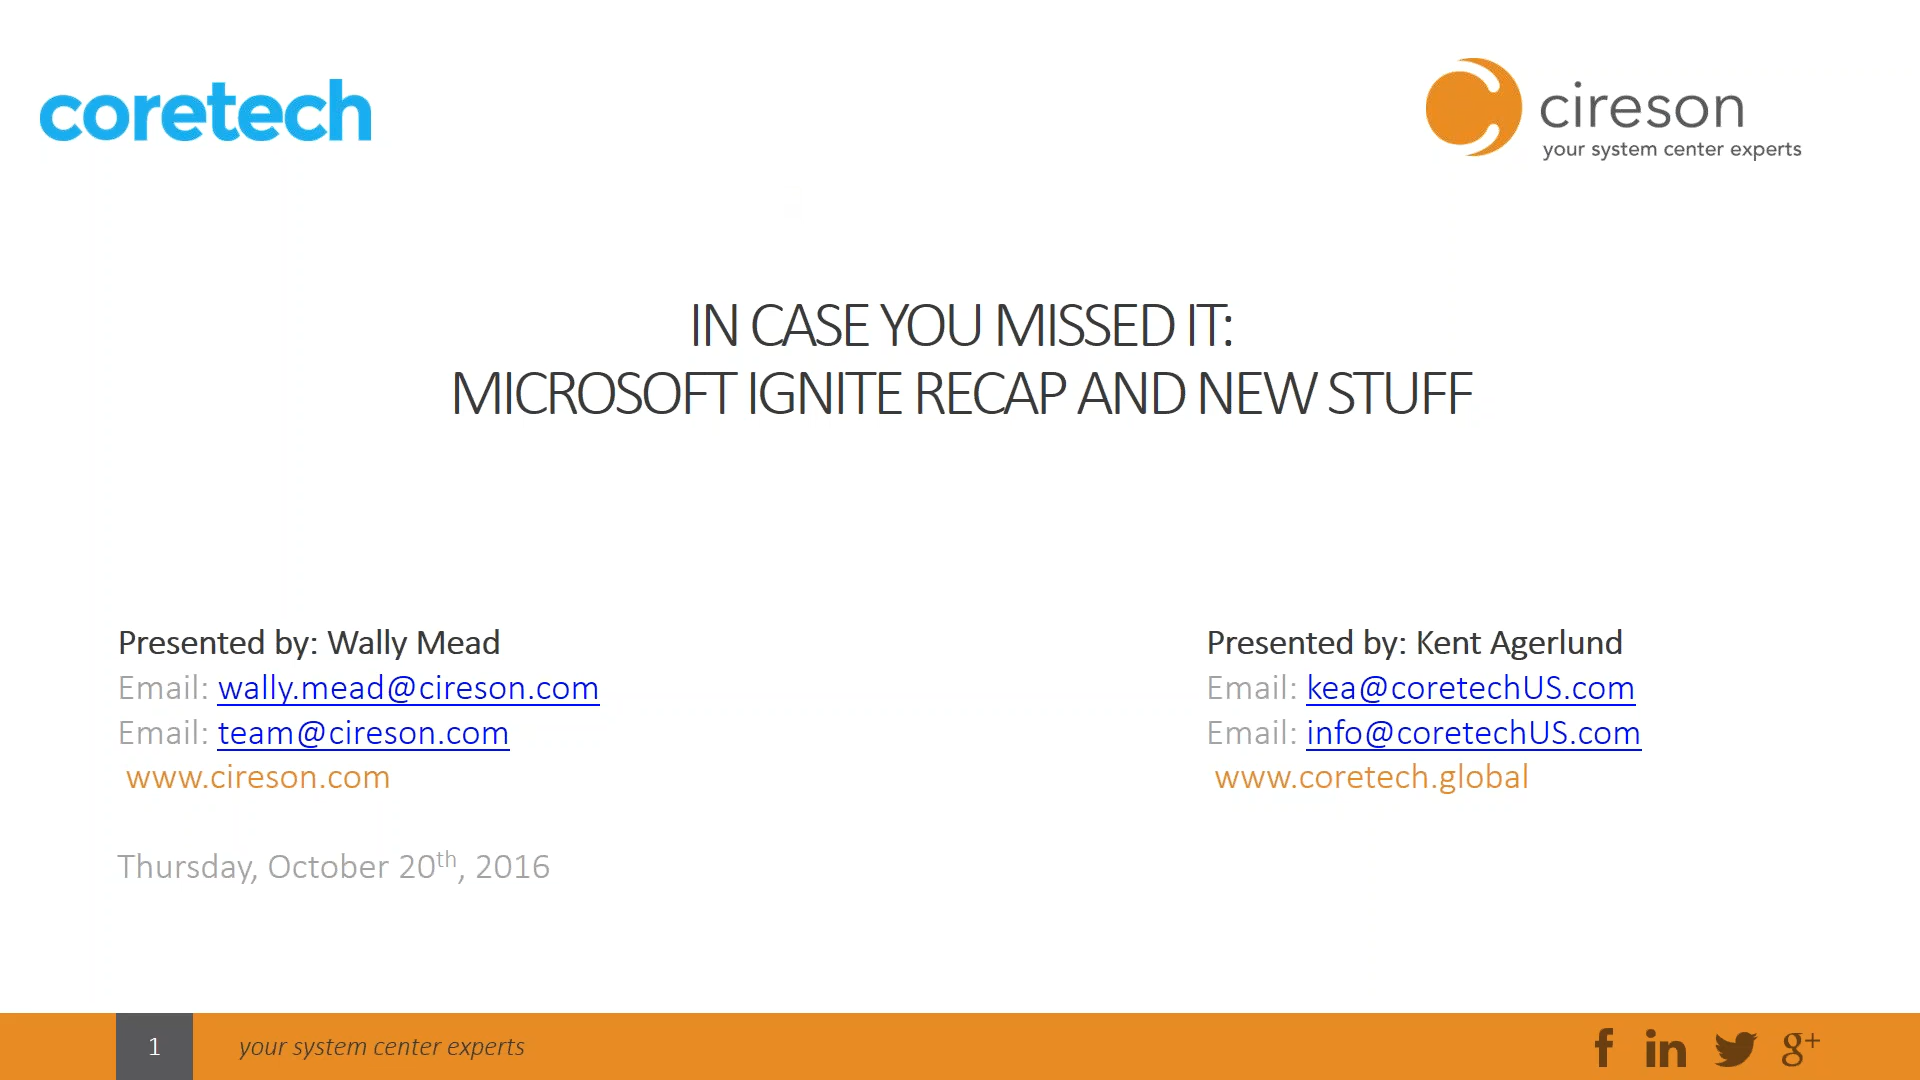 coretech
cireson
your system center experts
IN CASE YOU MISSED IT:
MICROSOFT IGNITE RECAP AND NEW STUFF
Presented by: Wally Mead
Email: wally.mead@cireson.com
Email: team@cireson.com
www.cireson.com
Thursday, October 20th, 2016
Presented by: Kent Agerlund
Email: kea@coretechUS.com
Email: info@coretechUS.com
www.coretech.global
1
your system center experts
f in g+